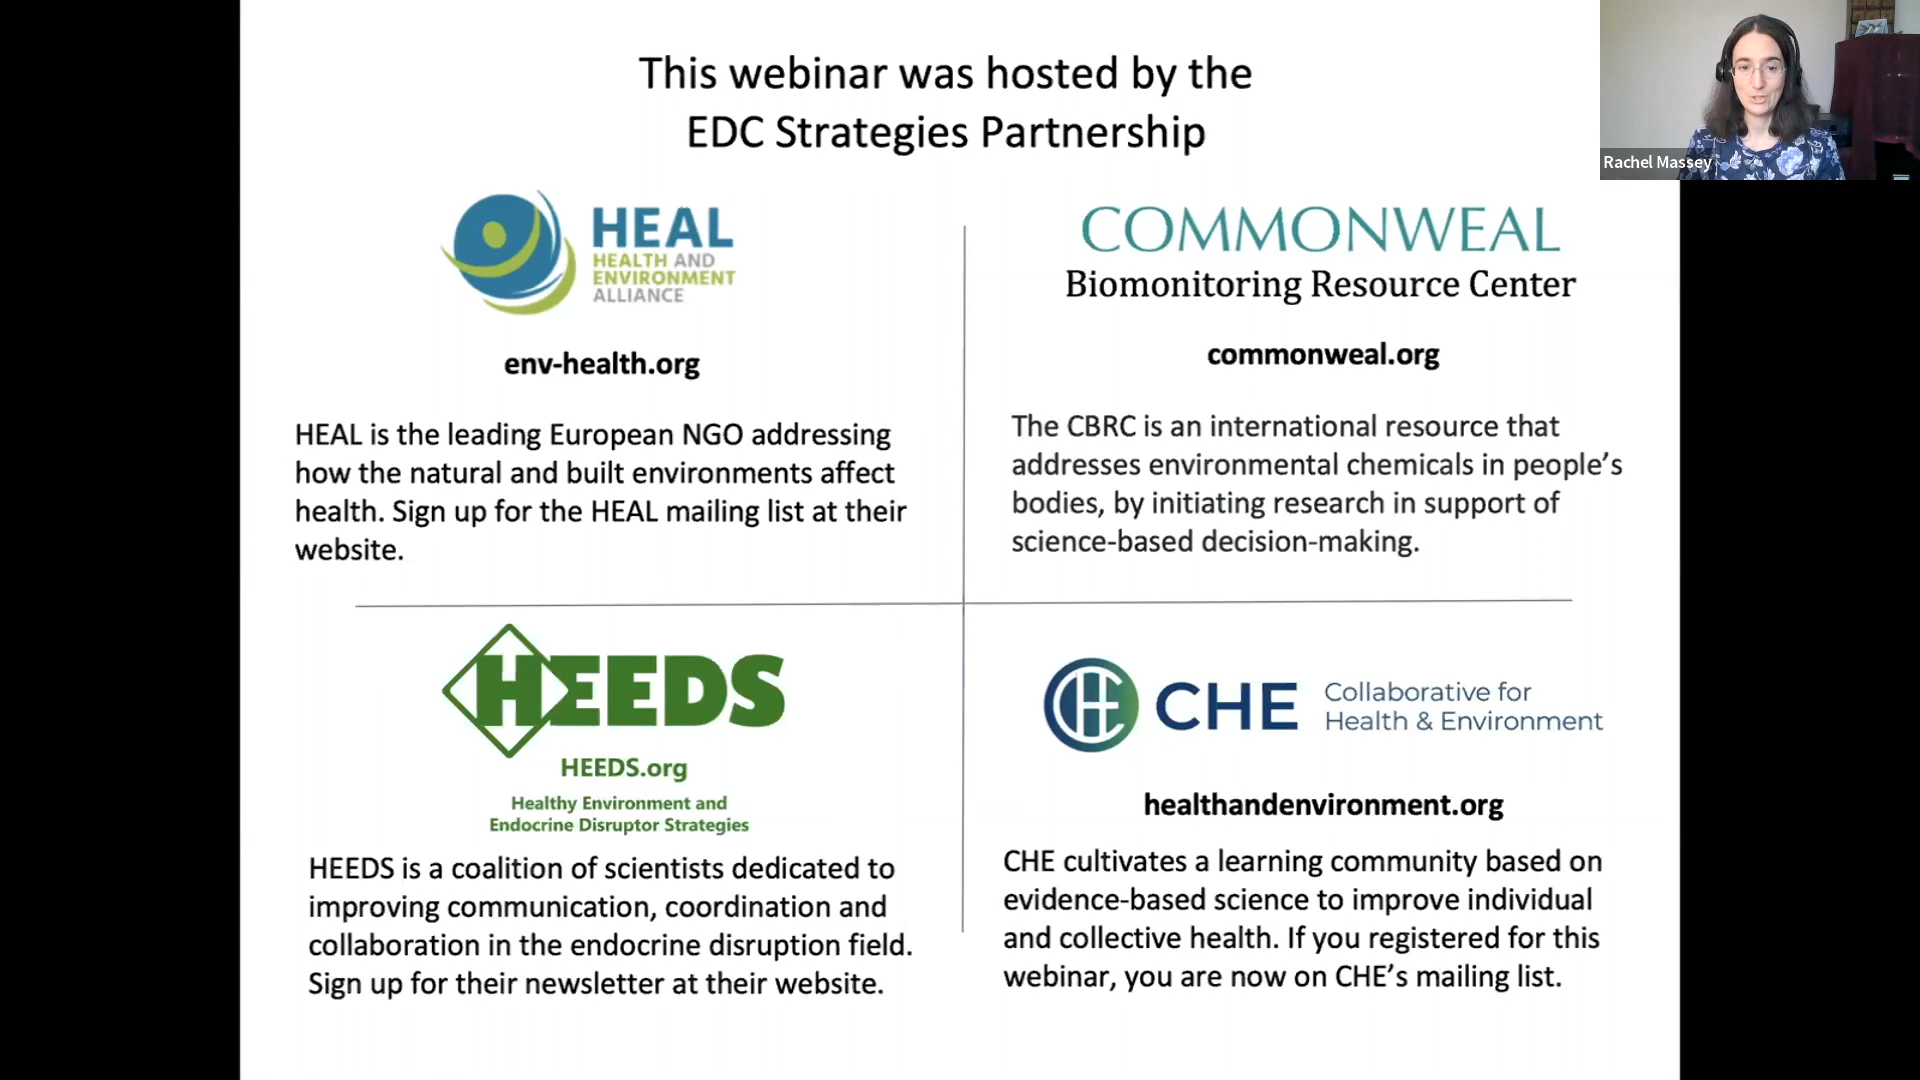 This webinar was hosted by the
EDC Strategies Partnership
Rachel Massey
HEAL
HEALTH AND
ENVIRONMENT
ALLIANCE
env-health.org
HEAL is the leading European NGO addressing
how the natural and built environments affect
health. Sign up for the HEAL mailing list at their
website.
COMMONWEAL
Biomonitoring Resource Center
commonweal.org
The CBRC is an international resource that
addresses environmental chemicals in people’s
bodies, by initiating research in support of
science-based decision-making.
HEEDS
HEEDS.org
Healthy Environment and
Endocrine Disruptor Strategies
HEEDS is a coalition of scientists dedicated to
improving communication, coordination and
collaboration in the endocrine disruption field.
Sign up for their newsletter at their website.
CHE
CHE
Collaborative for
Health & Environment
healthandenvironment.org
CHE cultivates a learning community based on
evidence-based science to improve individual
and collective health. If you registered for this
webinar, you are now on CHE’s mailing list.